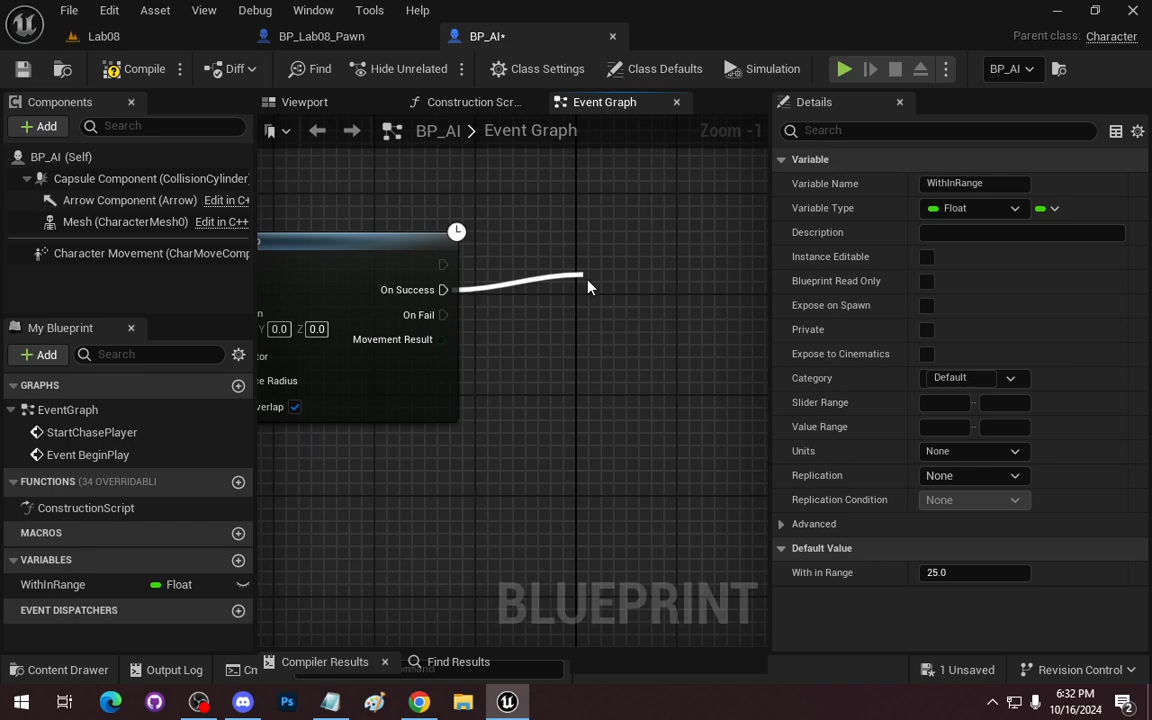 File Edit Asset View Debug Window Tools Help
Lab08 BP_Lab08_Pawn BP_AI* Parent class: Character
Compile Diff Find Hide Unrelated Class Settings Class Defaults Simulation BP_AI
Components Viewport Construction Scr... Event Graph Details
Add Search BP_AI > Event Graph Zoom -1 Search
BP_AI (Self) Variable
Capsule Component (CollisionCylinder) Variable Name WithInRange
Arrow Component (Arrow) Edit in C+ Variable Type Float
Mesh (CharacterMesh0) Edit in C++ Description
Character Movement (CharMoveComp Instance Editable
Blueprint Read Only
On Success Expose on Spawn
On Fail Private
Y 0.0 Z 0.0 Movement Result
My Blueprint Expose to Cinematics
Add Search
GRAPHS Category Default
ce Radius
EventGraph Slider Range
verlap
StartChasePlayer Value Range
Event BeginPlay Units None
FUNCTIONS (34 OVERRIDABLI Replication None
ConstructionScript Replication Condition None
MACROS Advanced
VARIABLES Default Value
WithInRange Float With in Range 25.0
EVENT DISPATCHERS BLUEPRINT
Content Drawer Output Log Cm Compiler Results Find Results 1 Unsaved Revision Control
Ps 6:32 PM
10/16/2024 2